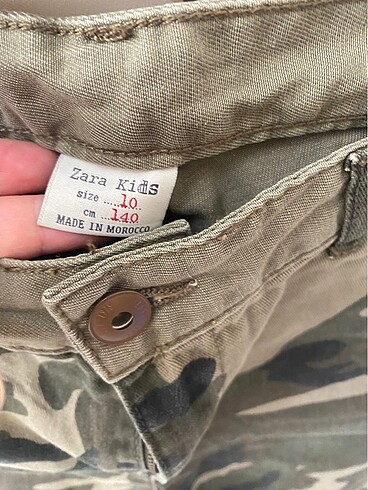 Zara Kids
size ....10..
cm ...140..
MADE IN MOROCCO